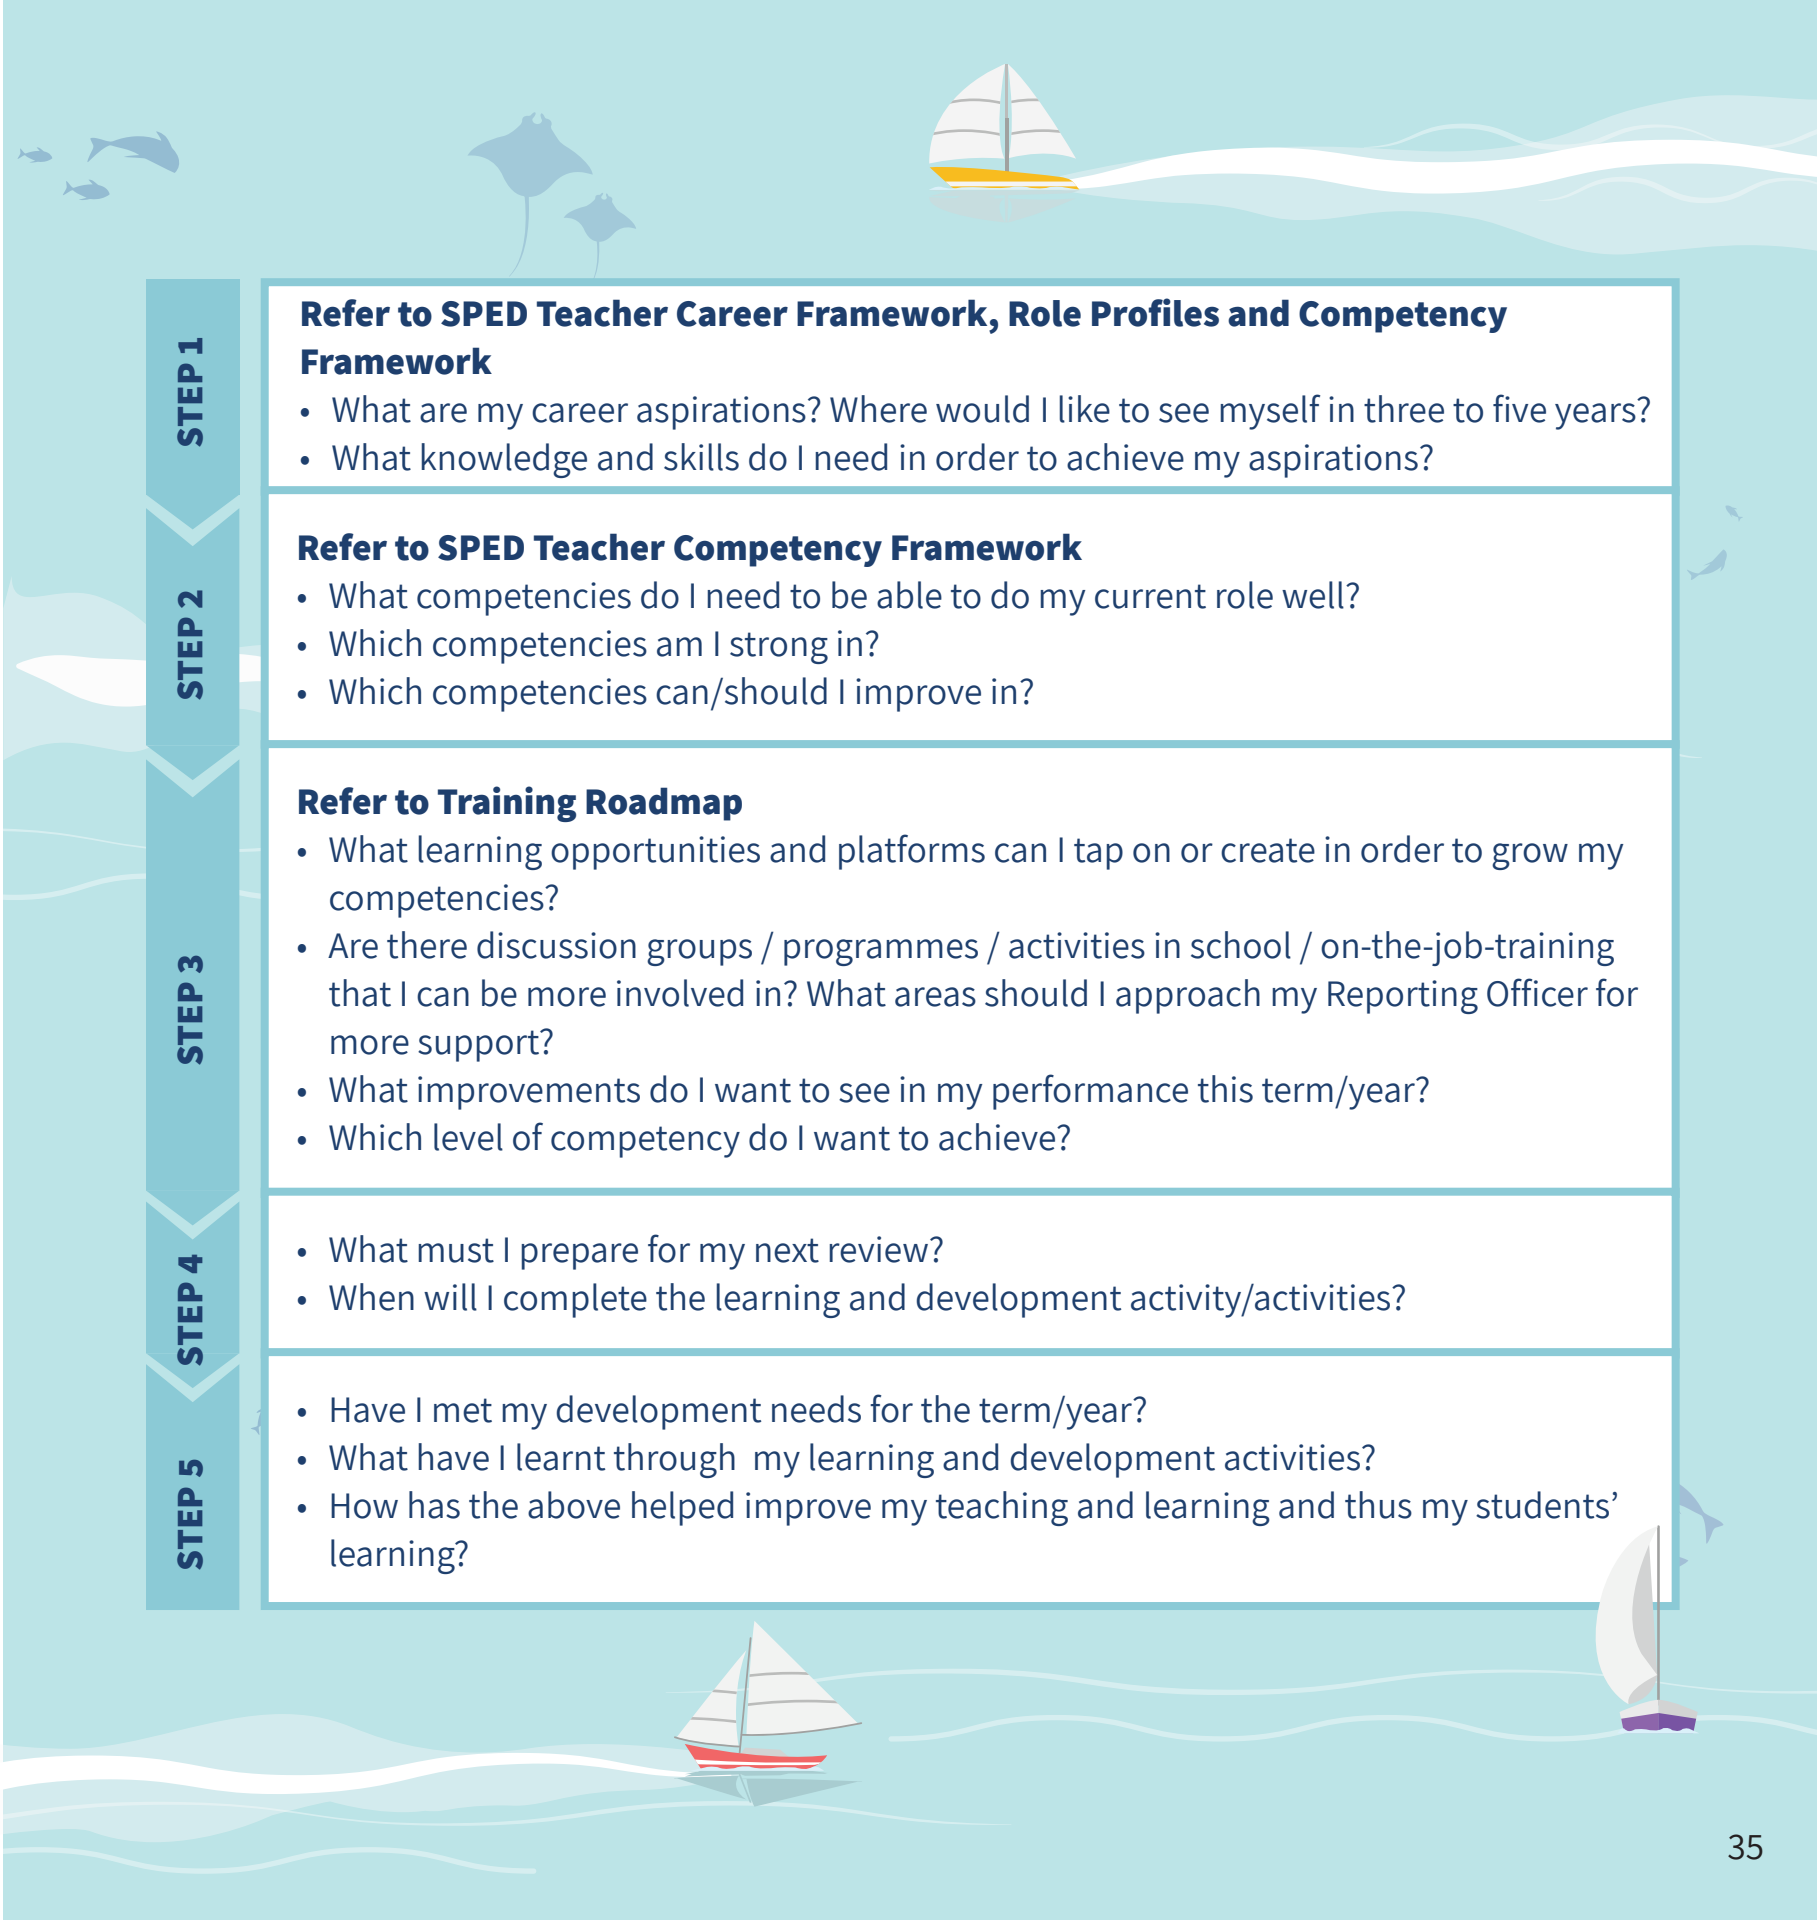 STEP 1
Refer to SPED Teacher Career Framework, Role Profiles and Competency
Framework
• What are my career aspirations? Where would I like to see myself in three to five years?
• What knowledge and skills do I need in order to achieve my aspirations?
STEP 2
Refer to SPED Teacher Competency Framework
• What competencies do I need to be able to do my current role well?
• Which competencies am I strong in?
• Which competencies can/should I improve in?
STEP 3
Refer to Training Roadmap
• What learning opportunities and platforms can I tap on or create in order to grow my
competencies?
• Are there discussion groups / programmes / activities in school / on-the-job-training
that I can be more involved in? What areas should I approach my Reporting Officer for
more support?
• What improvements do I want to see in my performance this term/year?
• Which level of competency do I want to achieve?
STEP 4
• What must I prepare for my next review?
• When will I complete the learning and development activity/activities?
STEP 5
• Have I met my development needs for the term/year?
• What have I learnt through  my learning and development activities?
• How has the above helped improve my teaching and learning and thus my students’
learning?
35